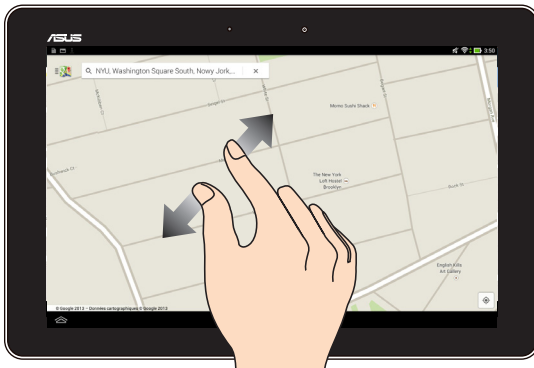 ASUS
3:50
NYU, Washington Square South, Nowy Jork...
Momo Sushi Shack
The New York
Loft Hostel
Brooklyn
English Kills
Art Gallery
© Google 2013 - Données cartographiques © Google 2013